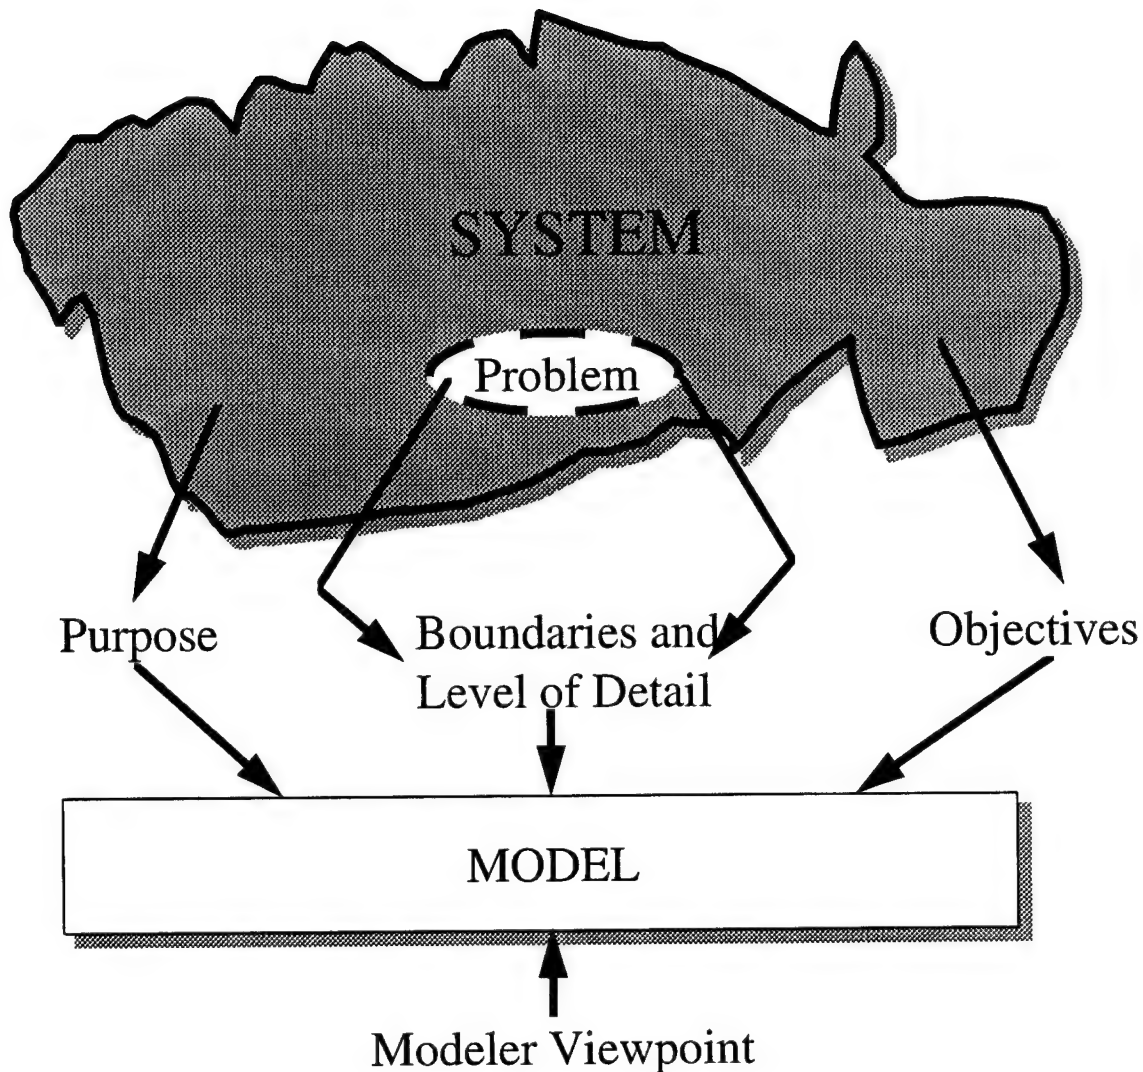 SYSTEM
Problem
Purpose
Boundaries and
Level of Detail
Objectives
MODEL
Modeler Viewpoint